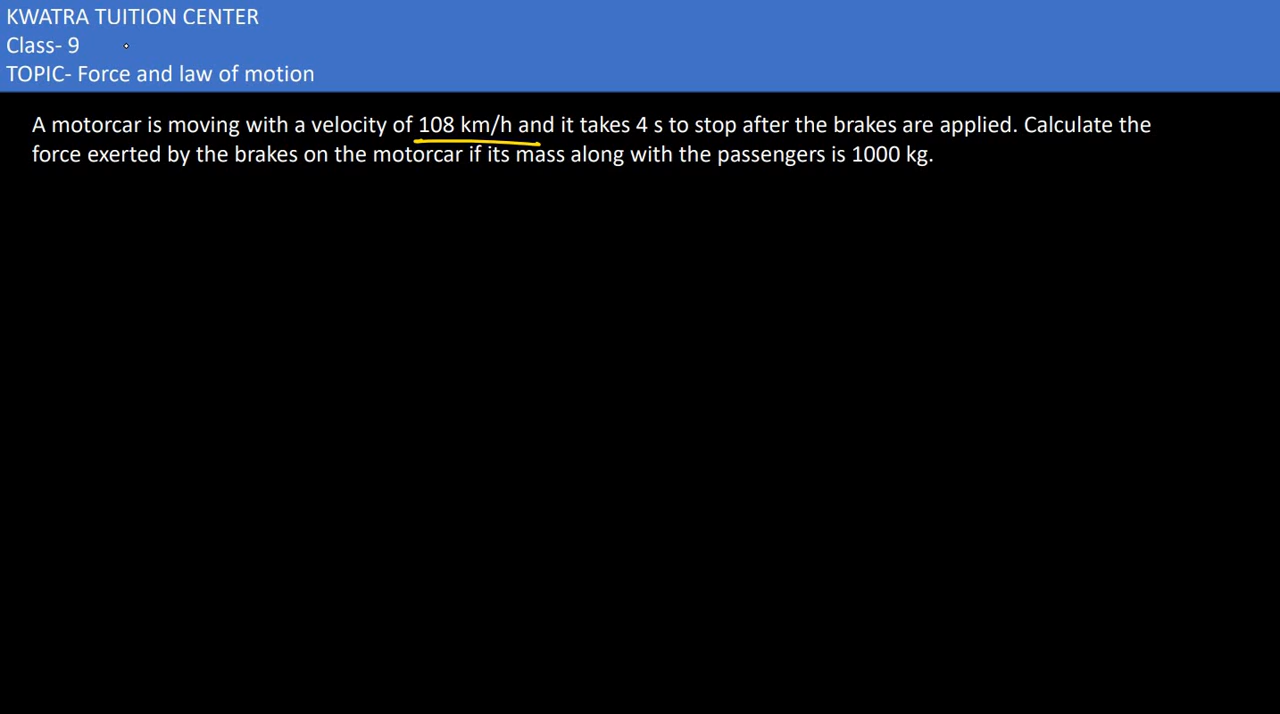 KWATRA TUITION CENTER
Class- 9
TOPIC- Force and law of motion
A motorcar is moving with a velocity of 108 km/h and it takes 4 s to stop after the brakes are applied. Calculate the
force exerted by the brakes on the motorcar if its mass along with the passengers is 1000 kg.